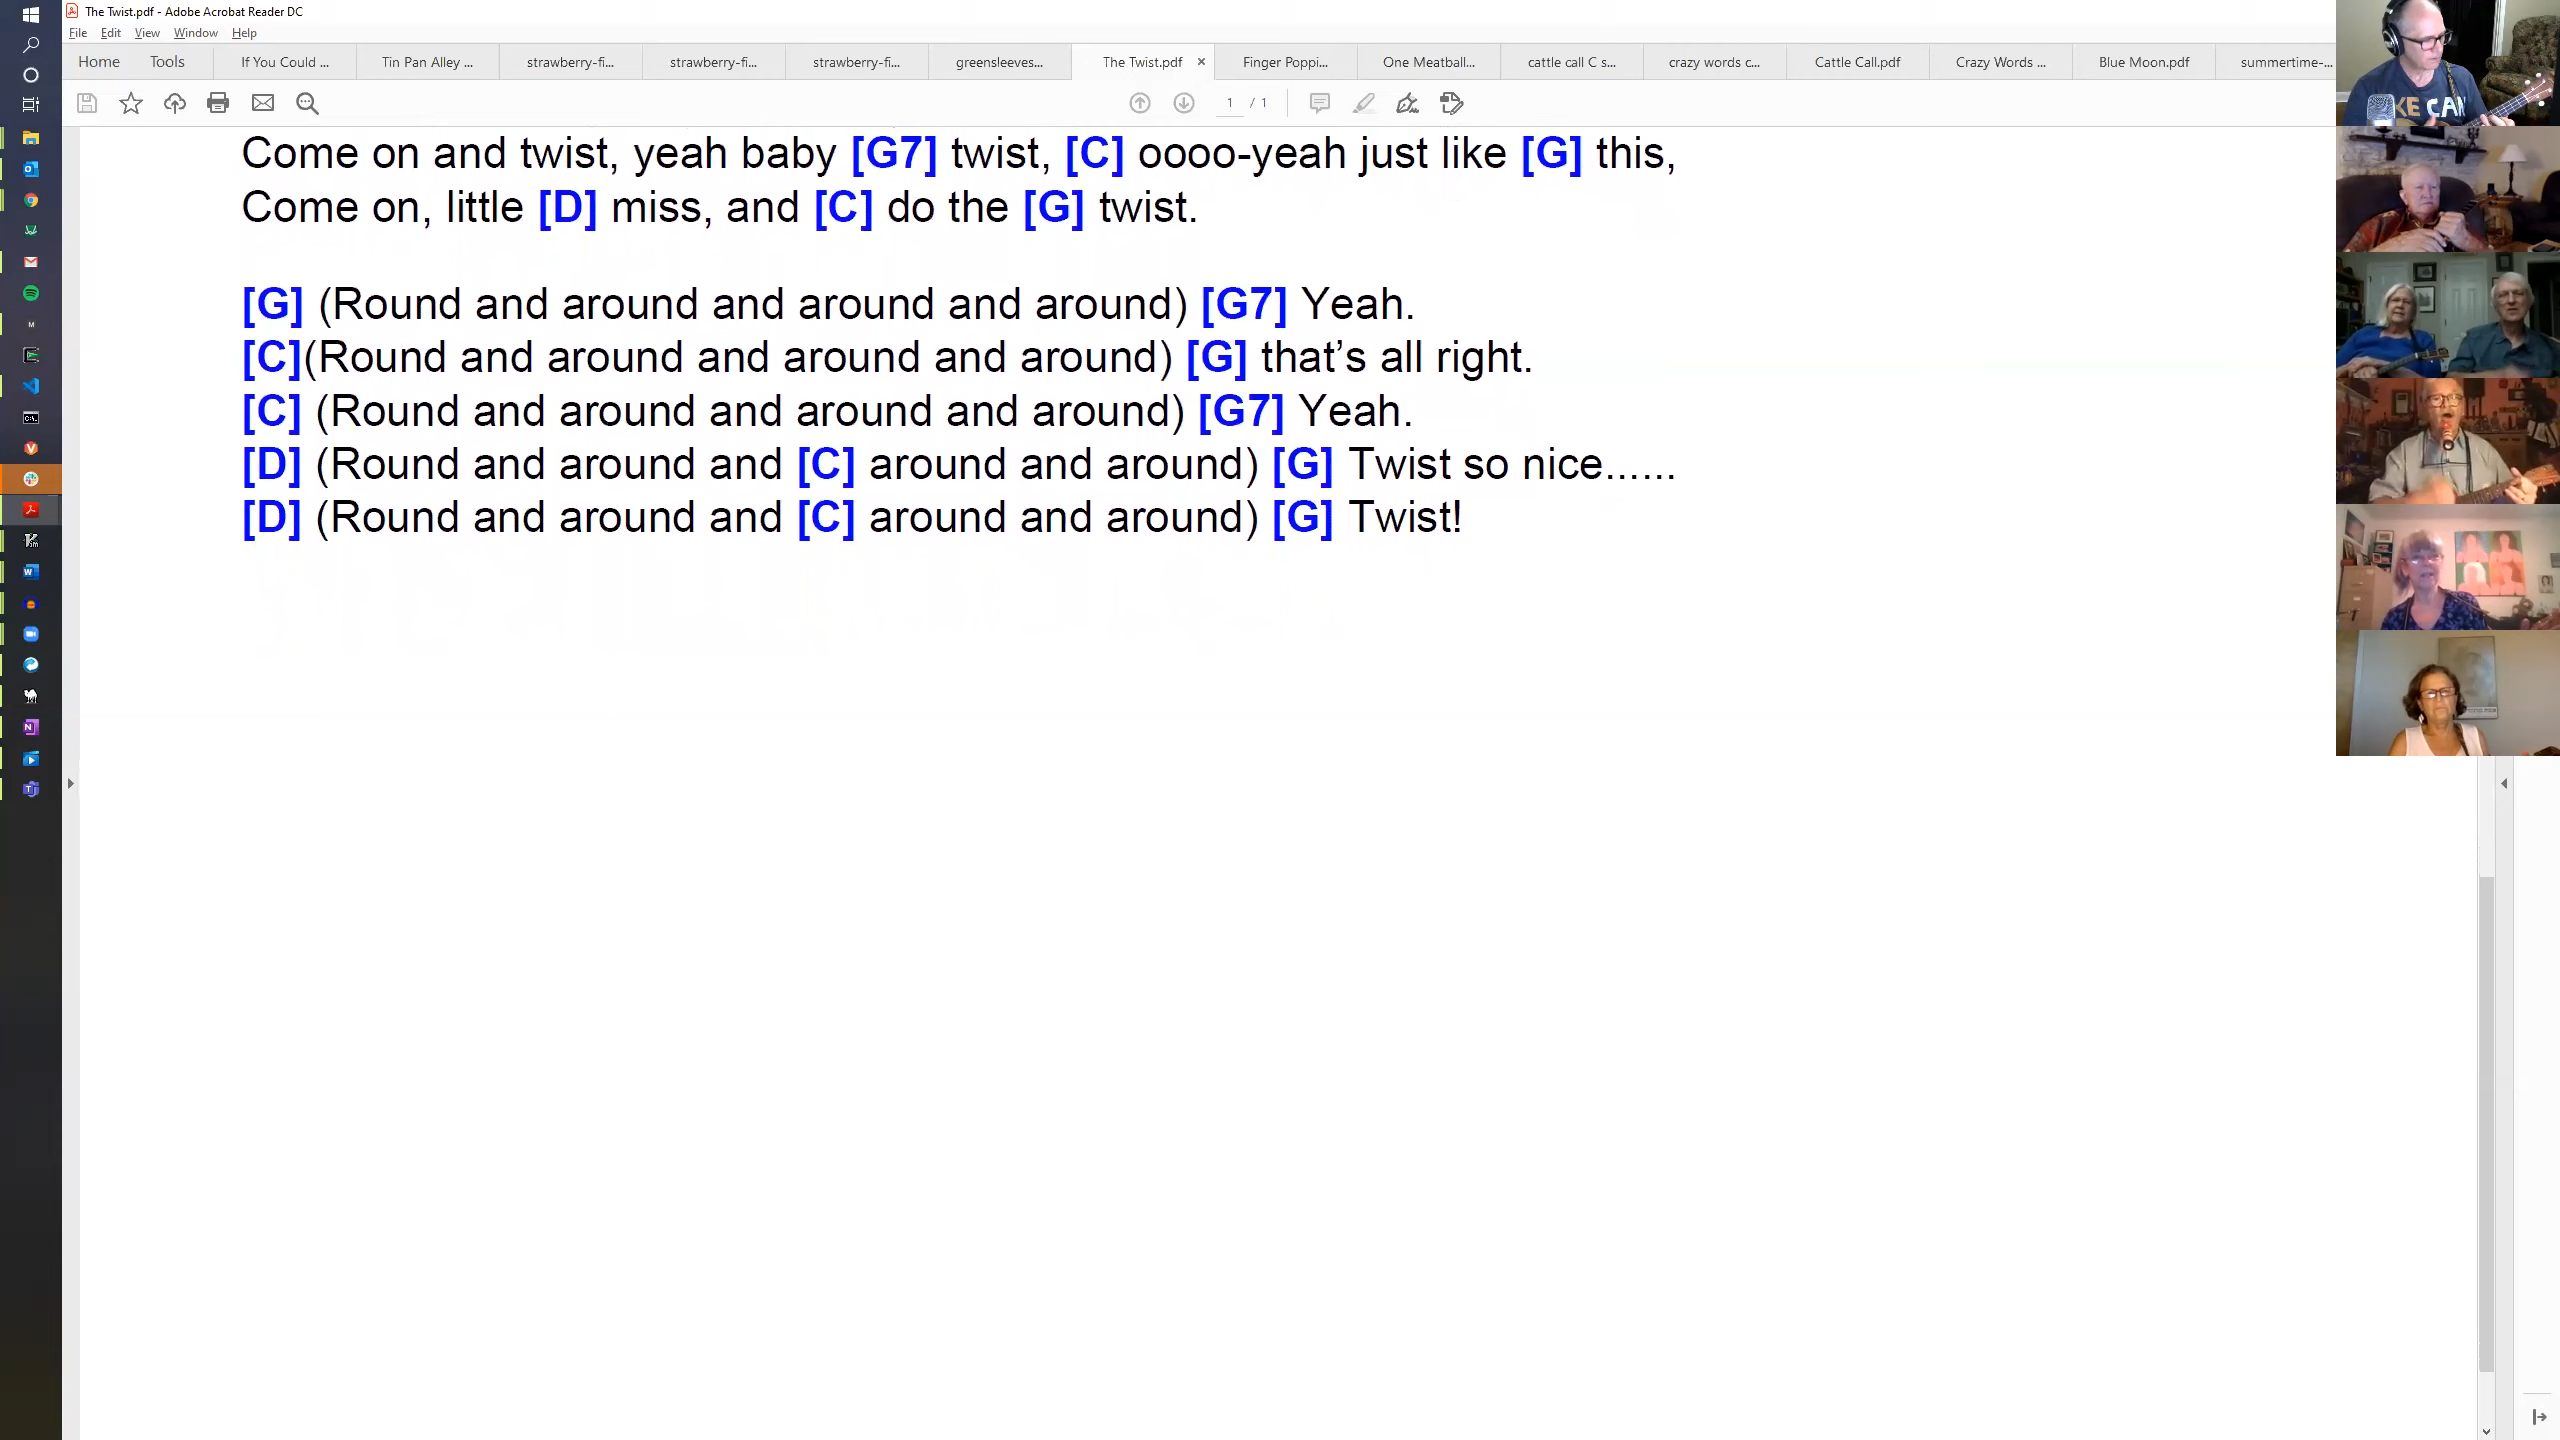 The Twist.pdf - Adobe Acrobat Reader DC
File Edit View Window Help
Home Tools If You Could ... Tin Pan Alley ... strawberry-fi... strawberry-fi... strawberry-fi... greensleeves... The Twist.pdf × Finger Poppi... One Meatball... cattle call C s... crazy words c... Cattle Call.pdf Crazy Words ... Blue Moon.pdf summertime-...
1 / 1
Come on and twist, yeah baby [G7] twist, [C] oooo-yeah just like [G] this,
Come on, little [D] miss, and [C] do the [G] twist.
[G] (Round and around and around and around) [G7] Yeah.
[C](Round and around and around and around) [G] that’s all right.
[C] (Round and around and around and around) [G7] Yeah.
[D] (Round and around and [C] around and around) [G] Twist so nice......
[D] (Round and around and [C] around and around) [G] Twist!
KE CAN